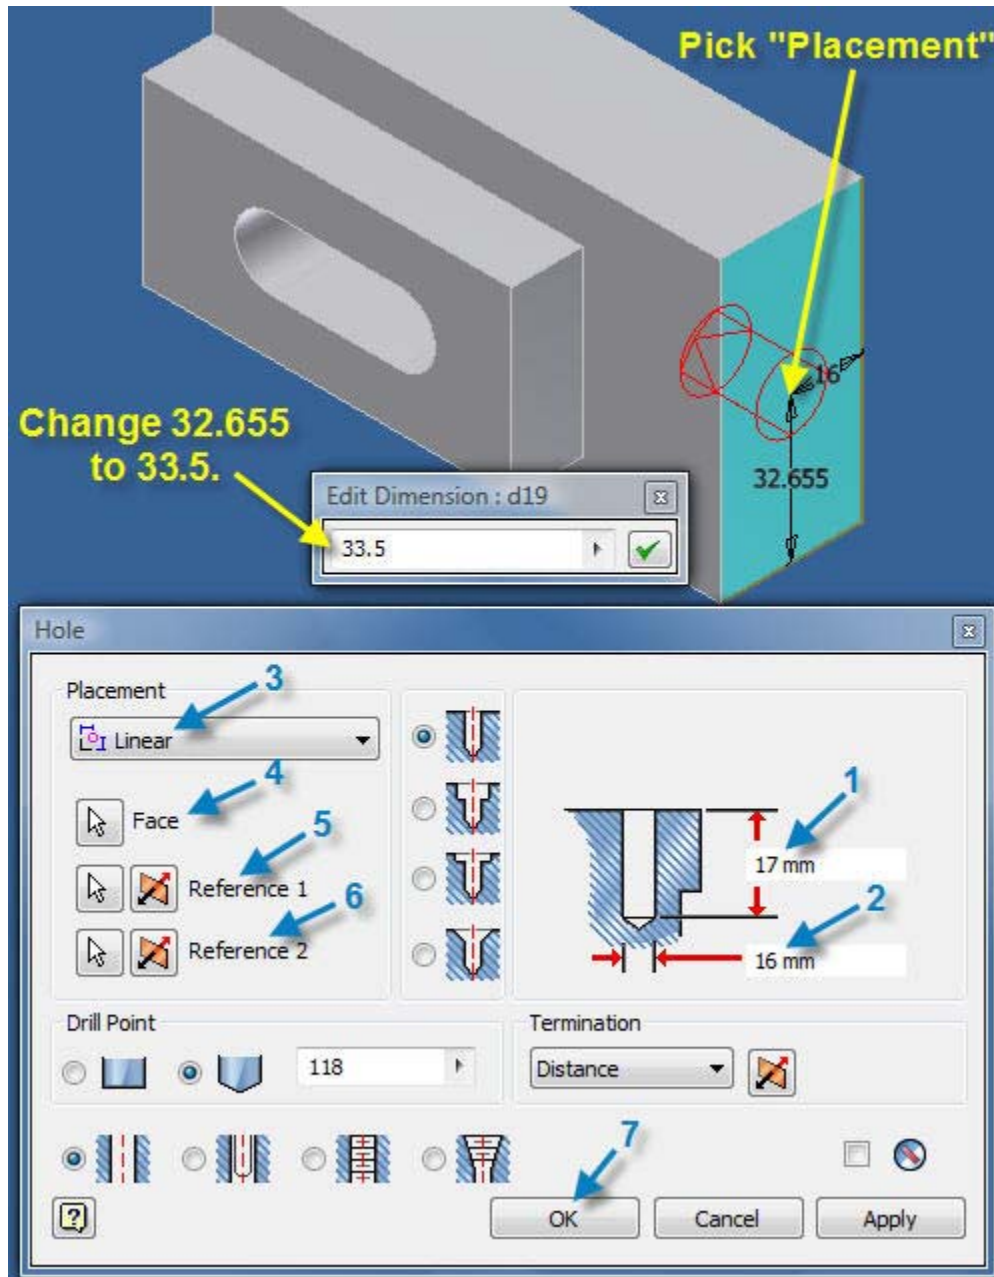 Pick "Placement"
16
Change 32.655
to 33.5.
32.655
Edit Dimension : d19
33.5
Hole
Placement
3
Linear
4
Face
5
Reference 1
6
Reference 2
1
17 mm
2
16 mm
Drill Point
118
Termination
Distance
7
?
OK
Cancel
Apply